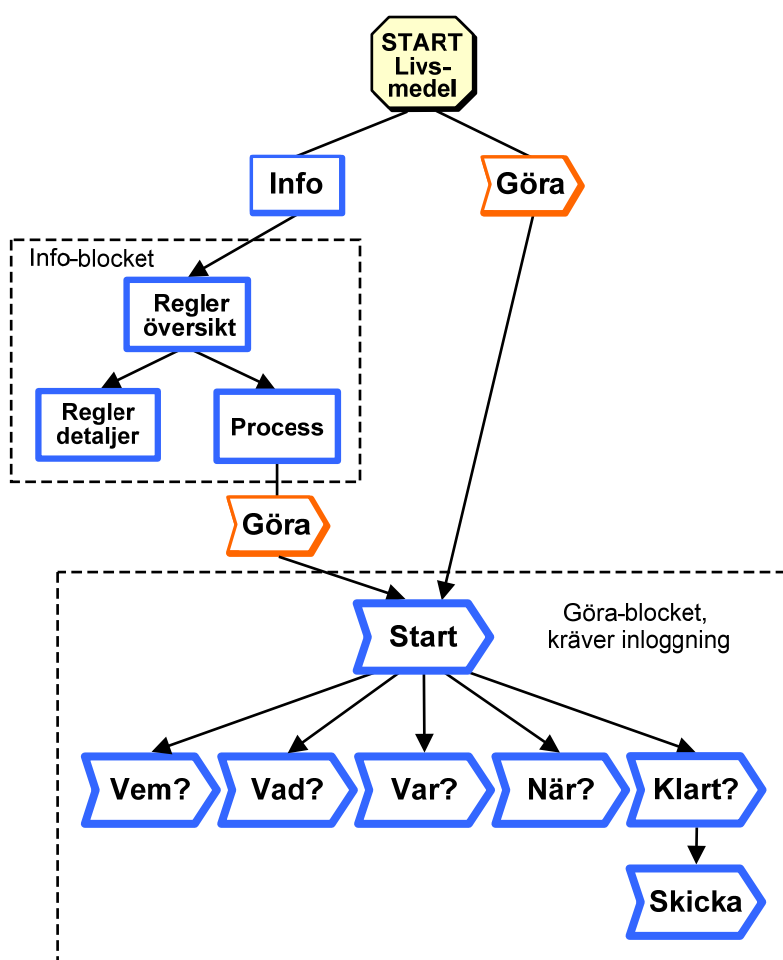 START
Livs-
medel
Info
Göra
Info-blocket
Regler
översikt
Regler
detaljer
Process
Göra
Göra-blocket,
kräver inloggning
Start
Vem?
Vad?
Var?
När?
Klart?
Skicka